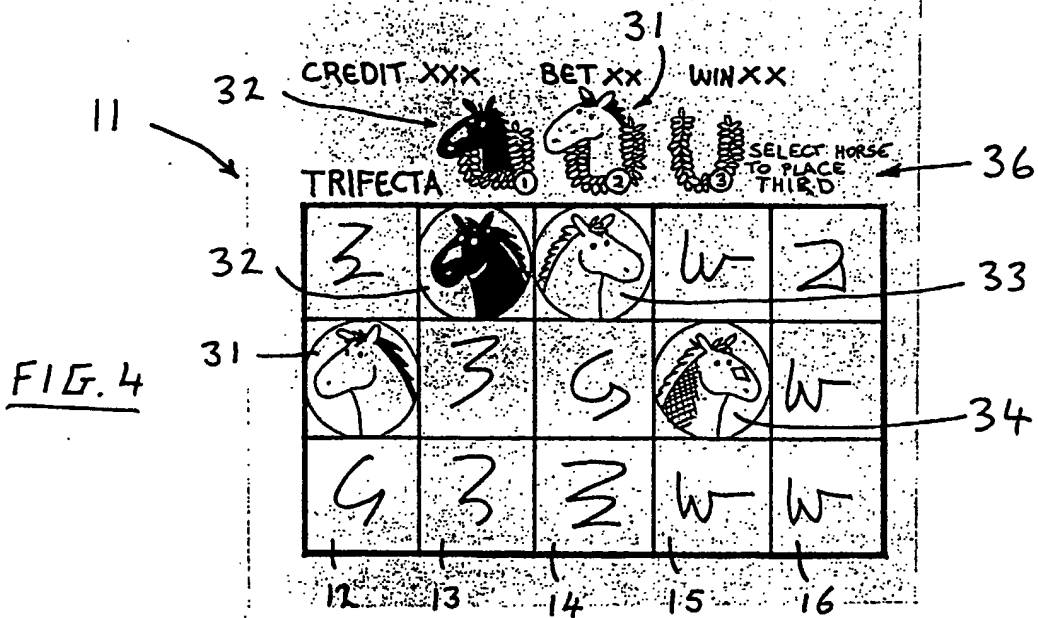 31
CREDIT XXX BET XX WIN XX
32
11
1 2 3 SELECT HORSE
TO PLACE
THIRD
36
TRIFECTA
32
33
31
FIG. 4
34
12 13 14 15 16